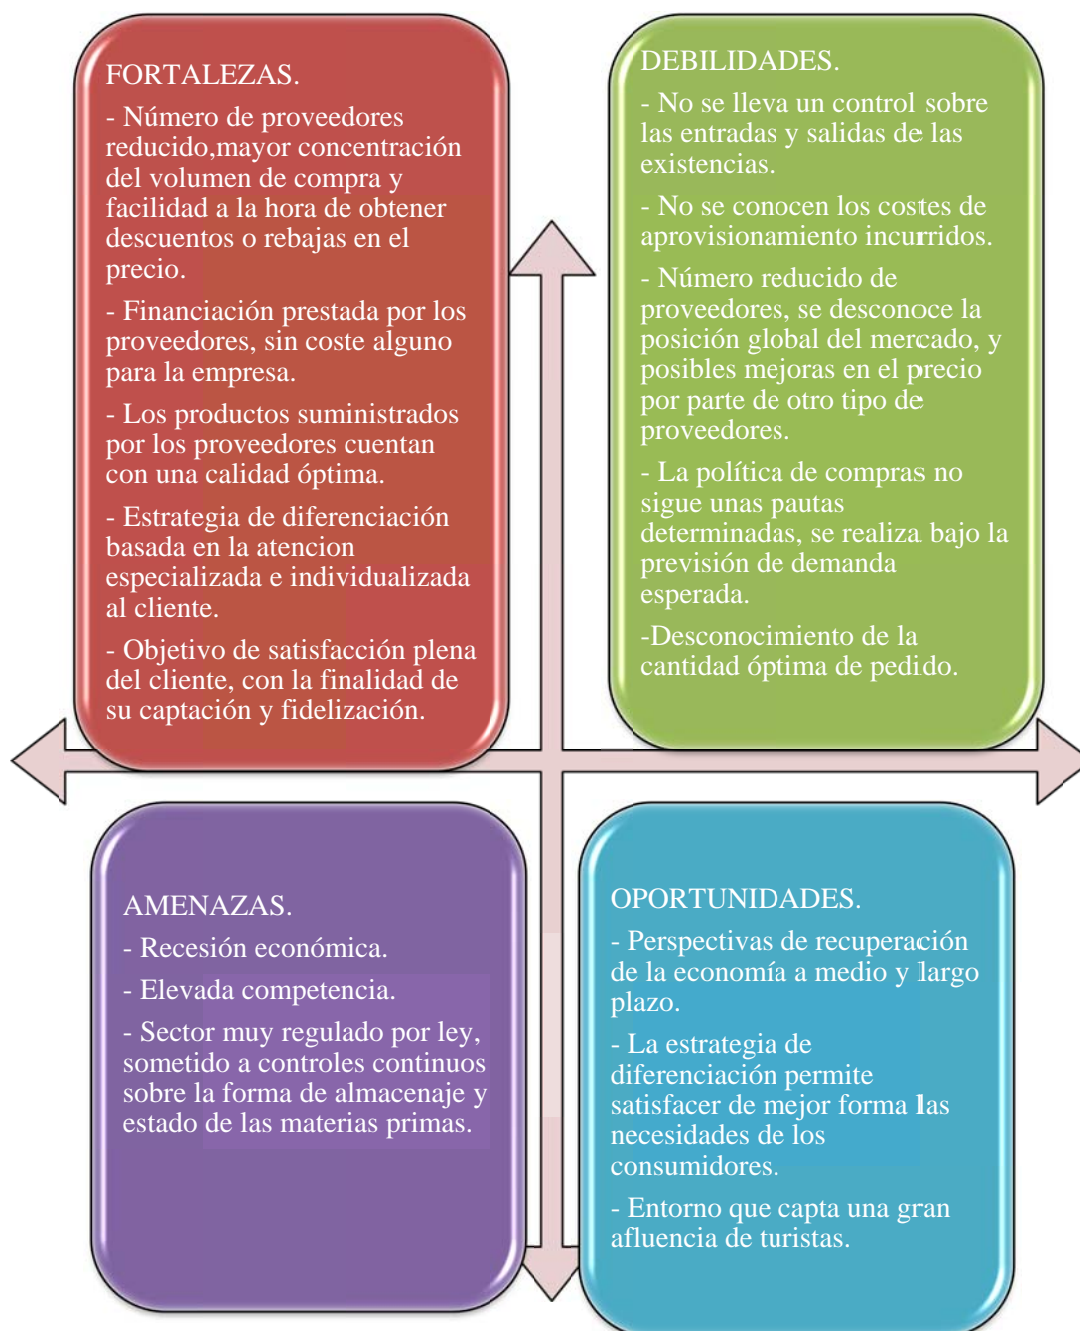 FORTALEZAS.
- Número de proveedores
reducido,mayor concentración
del volumen de compra y
facilidad a la hora de obtener
descuentos o rebajas en el
precio.
- Financiación prestada por los
proveedores, sin coste alguno
para la empresa.
- Los productos suministrados
por los proveedores cuentan
con una calidad óptima.
- Estrategia de diferenciación
basada en la atencion
especializada e individualizada
al cliente.
- Objetivo de satisfacción plena
del cliente, con la finalidad de
su captación y fidelización.
DEBILIDADES.
- No se lleva un control sobre
las entradas y salidas de las
existencias.
- No se conocen los costes de
aprovisionamiento incurridos.
- Número reducido de
proveedores, se desconoce la
posición global del mercado, y
posibles mejoras en el precio
por parte de otro tipo de
proveedores.
- La política de compras no
sigue unas pautas
determinadas, se realiza bajo la
previsión de demanda
esperada.
-Desconocimiento de la
cantidad óptima de pedido.
AMENAZAS.
- Recesión económica.
- Elevada competencia.
- Sector muy regulado por ley,
sometido a controles continuos
sobre la forma de almacenaje y
estado de las materias primas.
OPORTUNIDADES.
- Perspectivas de recuperación
de la economía a medio y largo
plazo.
- La estrategia de
diferenciación permite
satisfacer de mejor forma las
necesidades de los
consumidores.
- Entorno que capta una gran
afluencia de turistas.